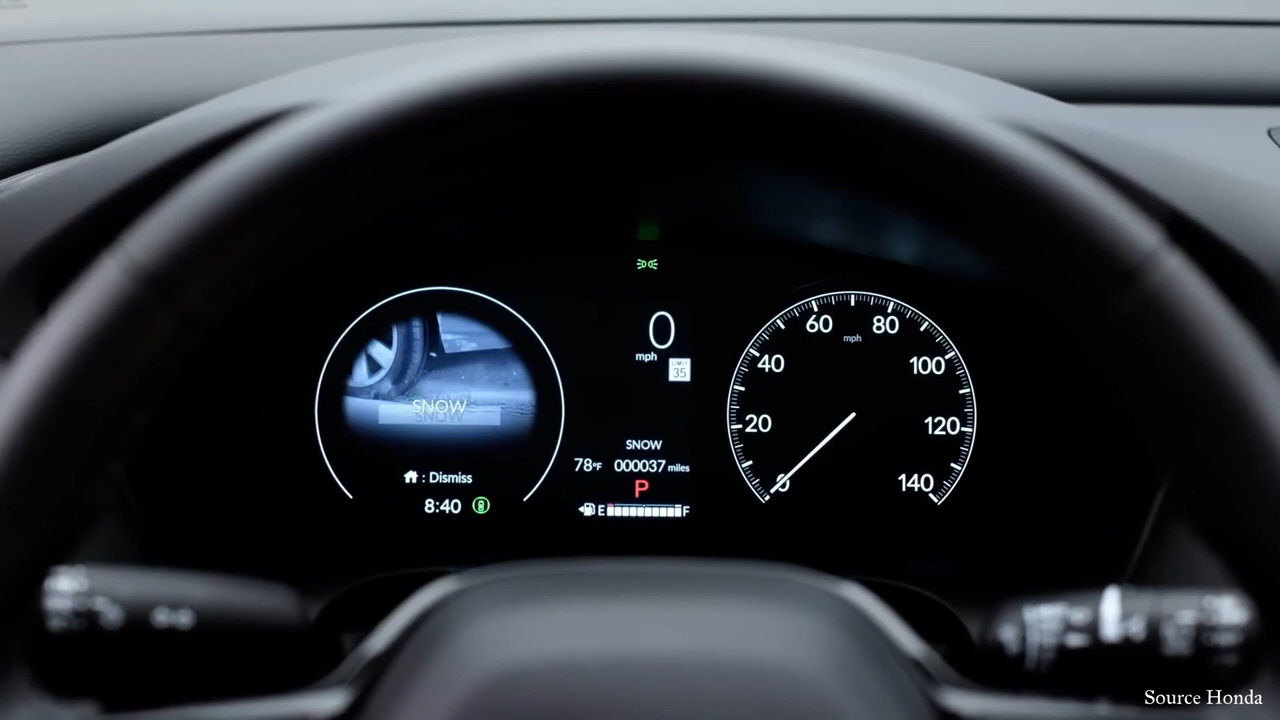 0
mph
LIMIT
35
SNOW
SNOW
: Dismiss
8:40
SNOW
78°F 000037 miles
P
E F
mph
0
20
40
60
80
100
120
140
Source Honda